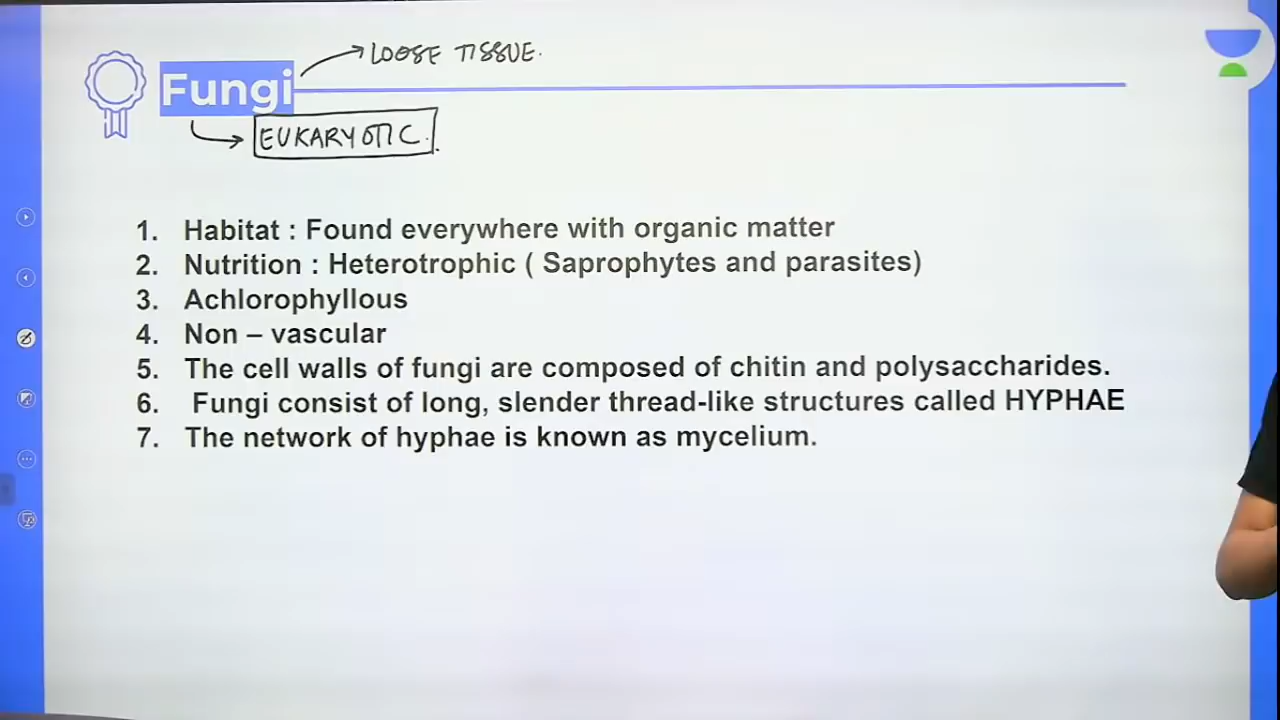 LOOSE TISSUE.
Fungi
EUKARYOTIC.
1. Habitat : Found everywhere with organic matter
2. Nutrition : Heterotrophic ( Saprophytes and parasites)
3. Achlorophyllous
4. Non – vascular
5. The cell walls of fungi are composed of chitin and polysaccharides.
6. Fungi consist of long, slender thread-like structures called HYPHAE
7. The network of hyphae is known as mycelium.